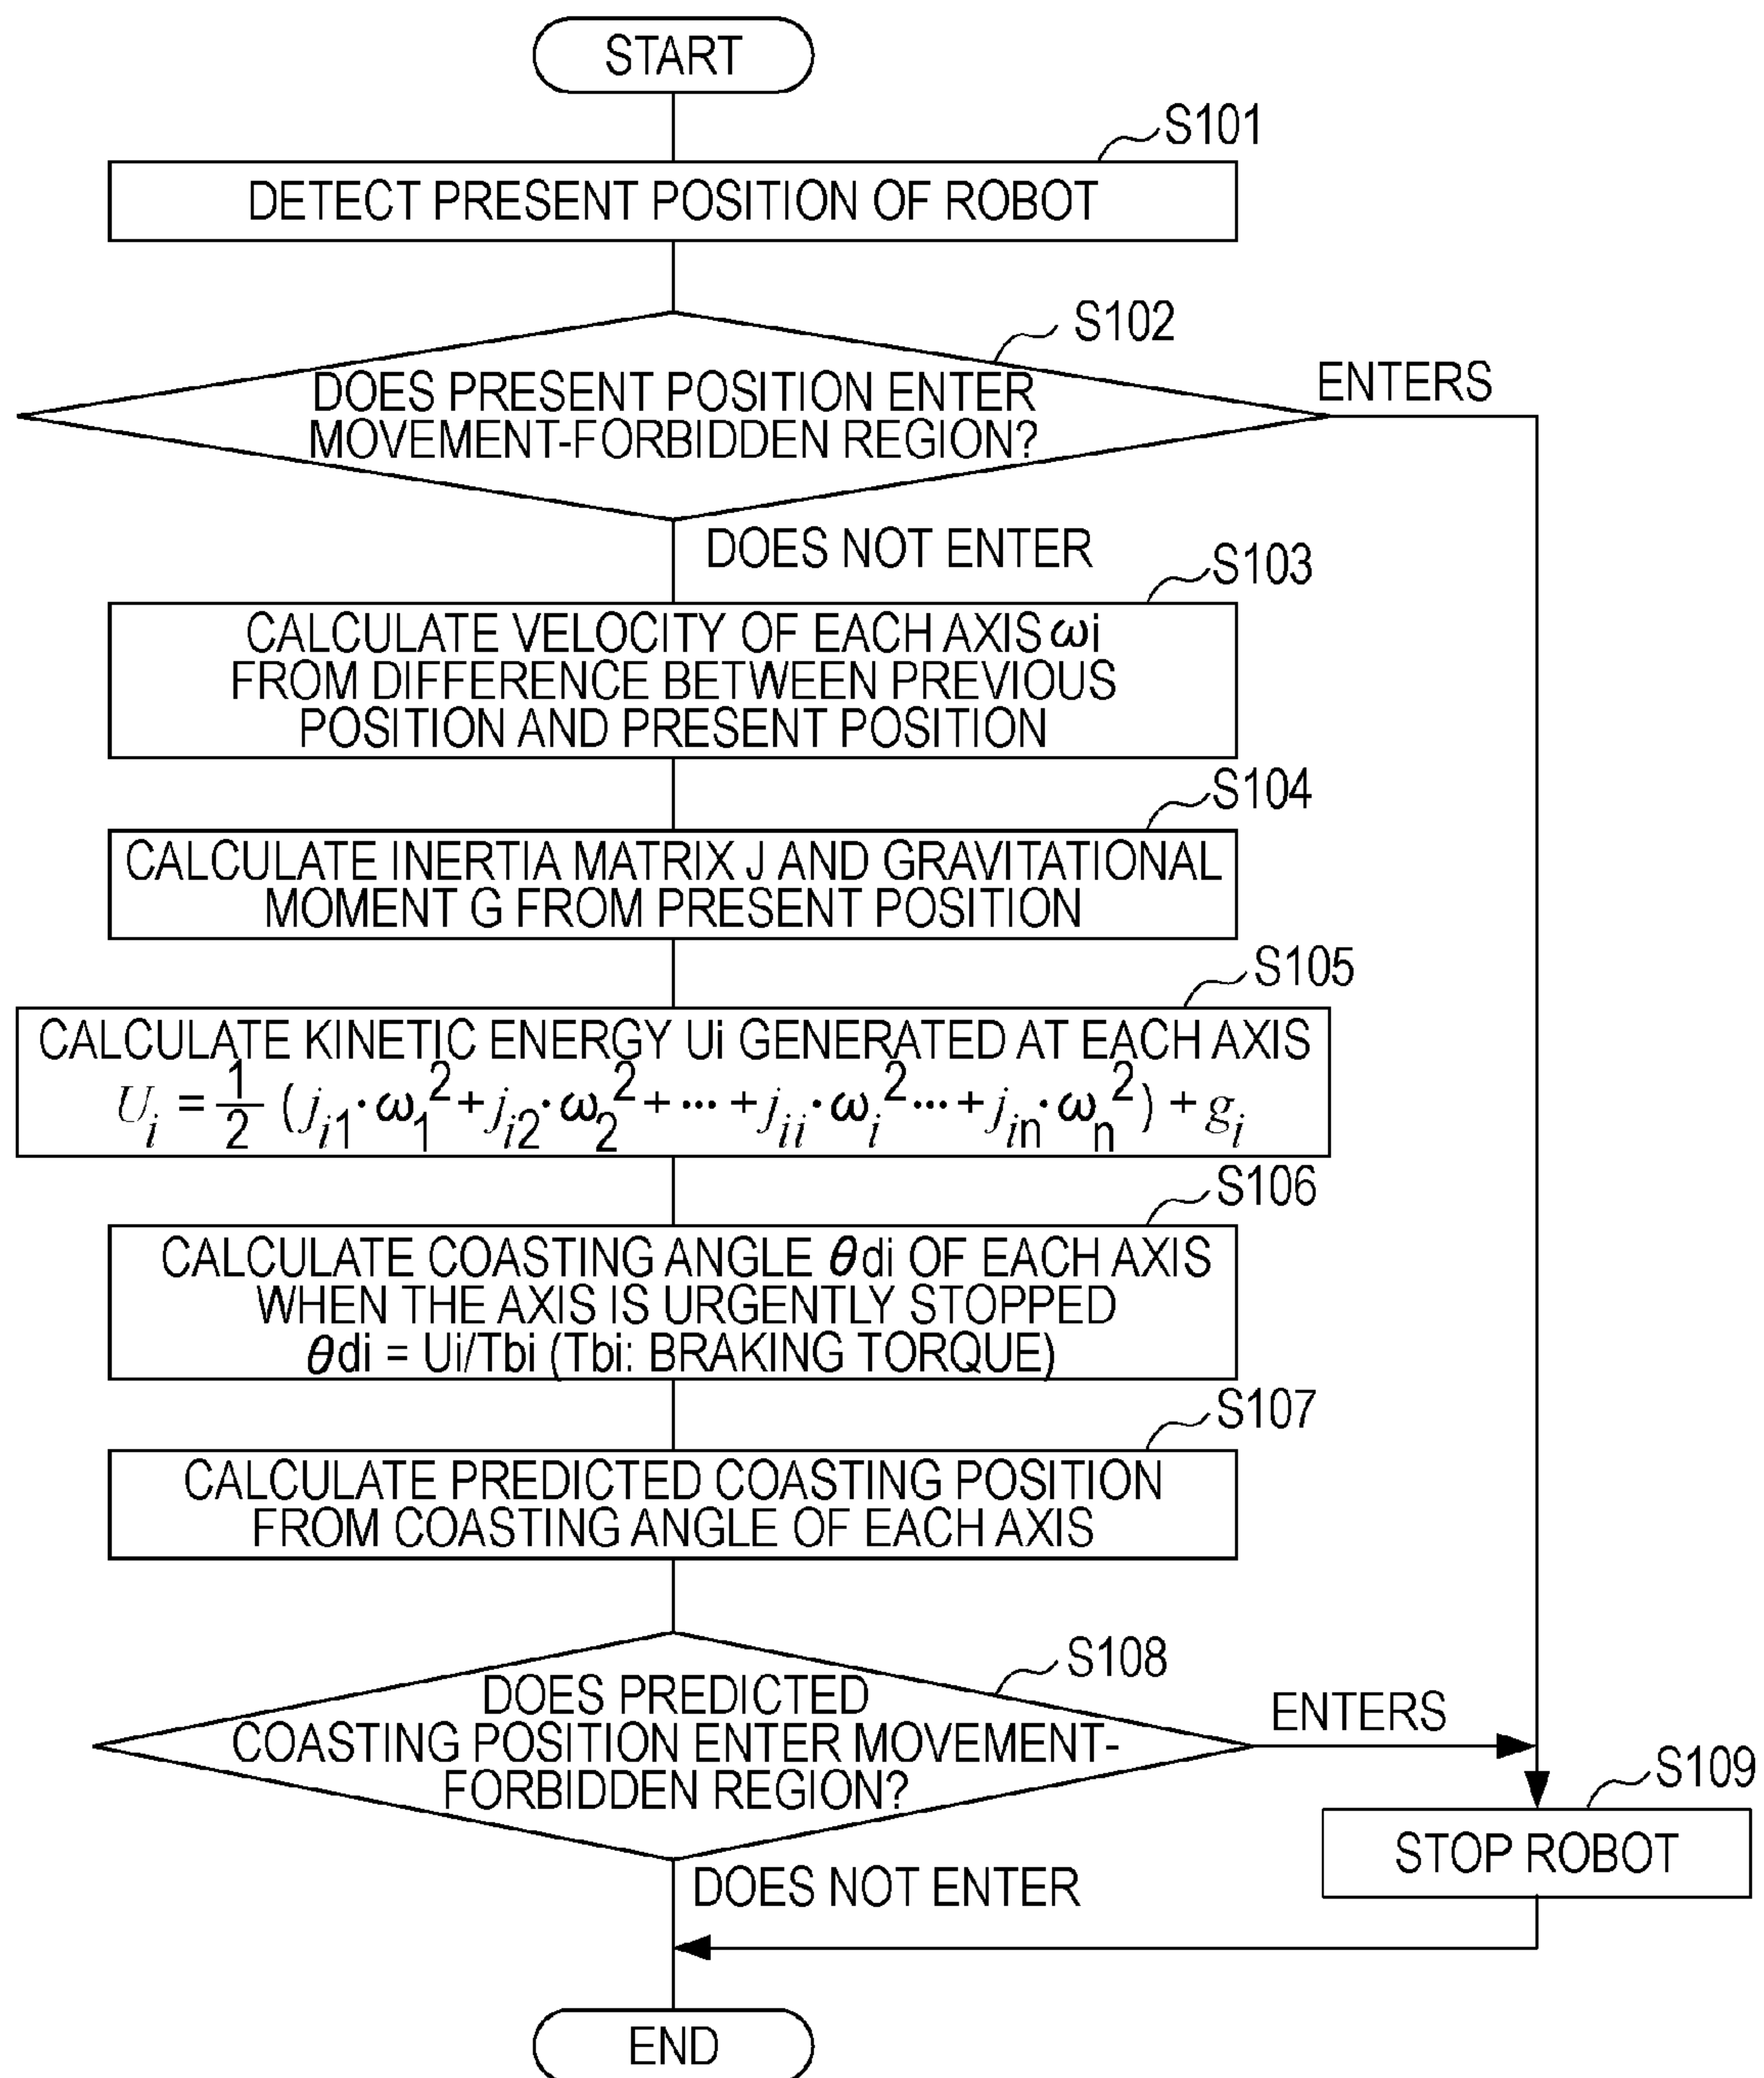 START
S101
DETECT PRESENT POSITION OF ROBOT
S102
DOES PRESENT POSITION ENTER
MOVEMENT-FORBIDDEN REGION?
ENTERS
DOES NOT ENTER
S103
CALCULATE VELOCITY OF EACH AXIS ωi
FROM DIFFERENCE BETWEEN PREVIOUS
POSITION AND PRESENT POSITION
S104
CALCULATE INERTIA MATRIX J AND GRAVITATIONAL
MOMENT G FROM PRESENT POSITION
S105
CALCULATE KINETIC ENERGY Ui GENERATED AT EACH AXIS
U_i = 1/2 (j_i1·ω_1^2+j_i2·ω_2^2+···+j_ii·ω_i^2···+j_in·ω_n^2)+g_i
S106
CALCULATE COASTING ANGLE θdi OF EACH AXIS
WHEN THE AXIS IS URGENTLY STOPPED
θdi = Ui/Tbi (Tbi: BRAKING TORQUE)
S107
CALCULATE PREDICTED COASTING POSITION
FROM COASTING ANGLE OF EACH AXIS
S108
DOES PREDICTED
COASTING POSITION ENTER MOVEMENT-
FORBIDDEN REGION?
ENTERS
S109
STOP ROBOT
DOES NOT ENTER
END